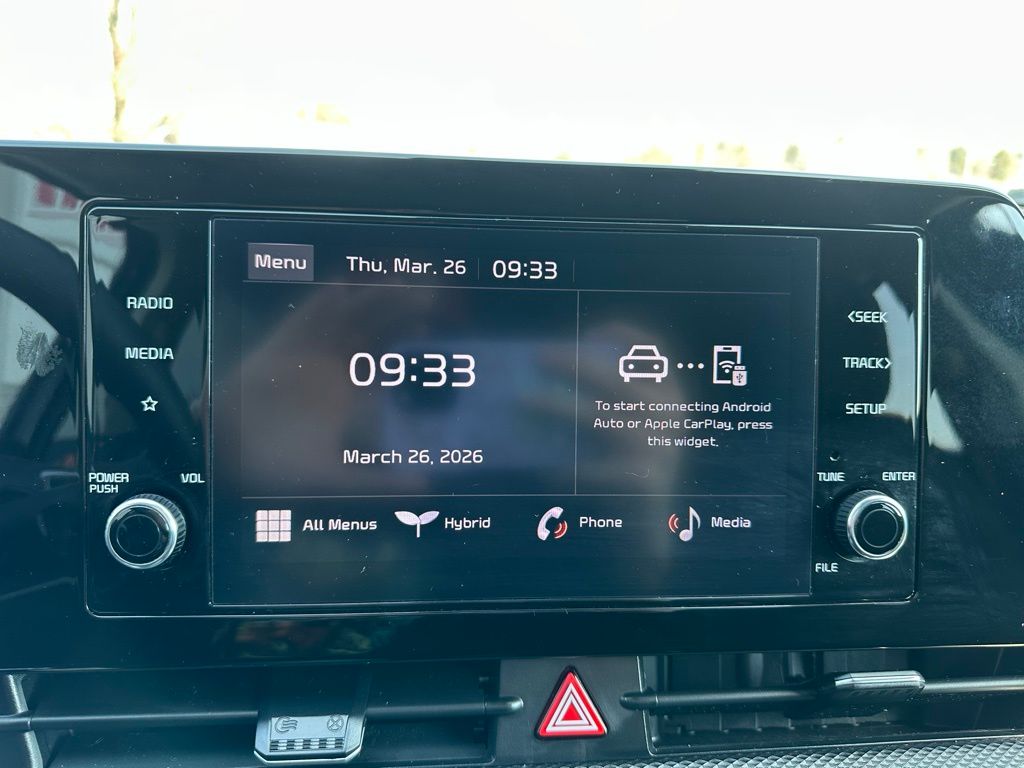 Menu
Thu, Mar. 26
09:33
RADIO
MEDIA
POWER
PUSH
VOL
09:33
March 26, 2026
To start connecting Android
Auto or Apple CarPlay, press
this widget.
All Menus
Hybrid
Phone
Media
<SEEK
TRACK>
SETUP
TUNE
ENTER
FILE